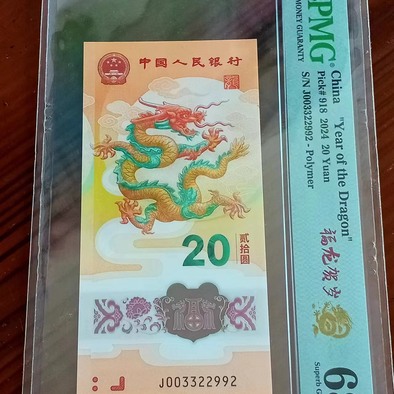 中国人民银行
20
贰拾圆
J003322992
PMG
MONEY GUARANTY
China "Year of the Dragon"
Pick# 918 2024 20 Yuan
S/N J003322992 - Polymer
福龙贺岁
Superb G